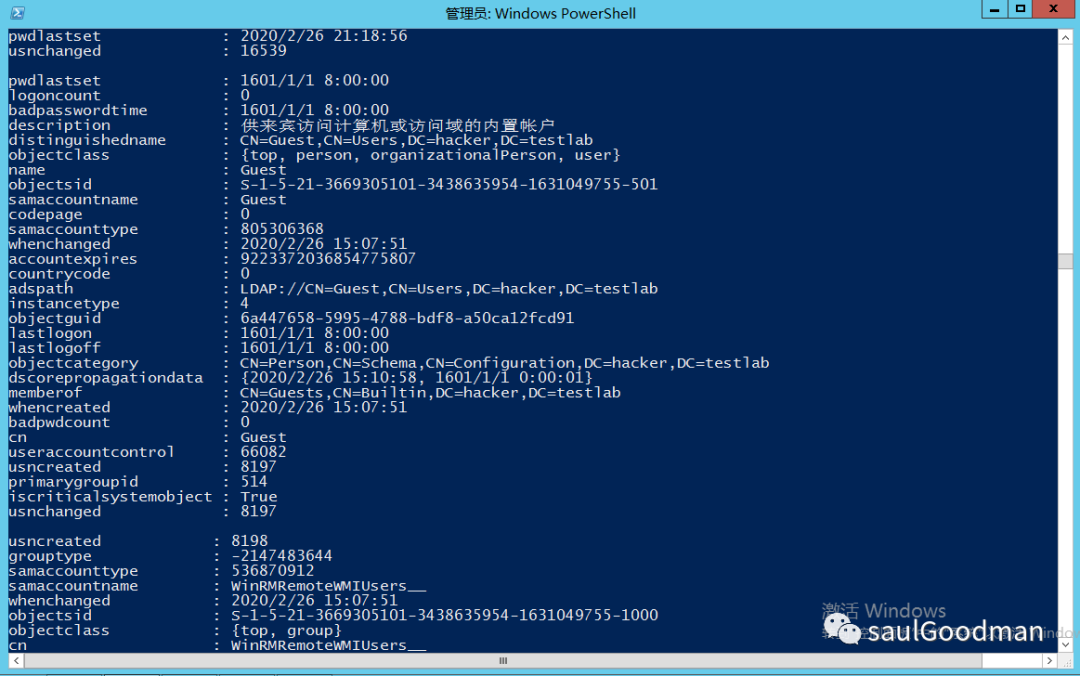 管理员: Windows PowerShell
pwdlastset : 2020/2/26 21:18:56
usnchanged : 16539
pwdlastset : 1601/1/1 8:00:00
logoncount : 0
badpasswordtime : 1601/1/1 8:00:00
description : 供来宾访问计算机或访问域的内置帐户
distinguishedname : CN=Guest,CN=Users,DC=hacker,DC=testlab
objectclass : {top, person, organizationalPerson, user}
name : Guest
objectsid : S-1-5-21-3669305101-3438635954-1631049755-501
samaccountname : Guest
codepage : 0
samaccounttype : 805306368
whenchanged : 2020/2/26 15:07:51
accountexpires : 9223372036854775807
countrycode : 0
adspath : LDAP://CN=Guest,CN=Users,DC=hacker,DC=testlab
instancetype : 4
objectguid : 6a447658-5995-4788-bdf8-a50ca12fcd91
lastlogon : 1601/1/1 8:00:00
lastlogoff : 1601/1/1 8:00:00
objectcategory : CN=Person,CN=Schema,CN=Configuration,DC=hacker,DC=testlab
dscorepropagationdata : {2020/2/26 15:10:58, 1601/1/1 0:00:01}
memberof : CN=Guests,CN=Builtin,DC=hacker,DC=testlab
whencreated : 2020/2/26 15:07:51
badpwdcount : 0
cn : Guest
useraccountcontrol : 66082
usncreated : 8197
primarygroupid : 514
iscriticalsystemobject : True
usnchanged : 8197
usncreated : 8198
grouptype : -2147483644
samaccounttype : 536870912
samaccountname : WinRMRemoteWMIUsers__
whenchanged : 2020/2/26 15:07:51
objectsid : S-1-5-21-3669305101-3438635954-1631049755-1000
objectclass : {top, group}
cn : WinRMRemoteWMIUsers__
激活 Windows
saulGoodman